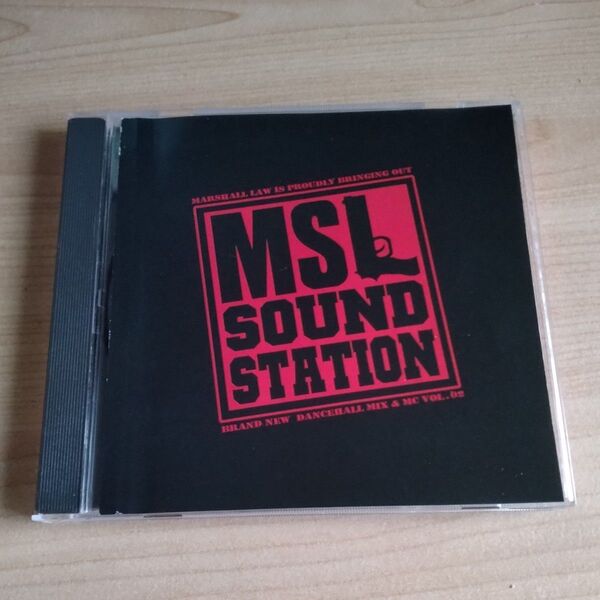 MARSHALL LAW IS PROUDLY BRINGING OUT
MSL
SOUND
STATION
BRAND NEW DANCEHALL MIX & MC VOL..02